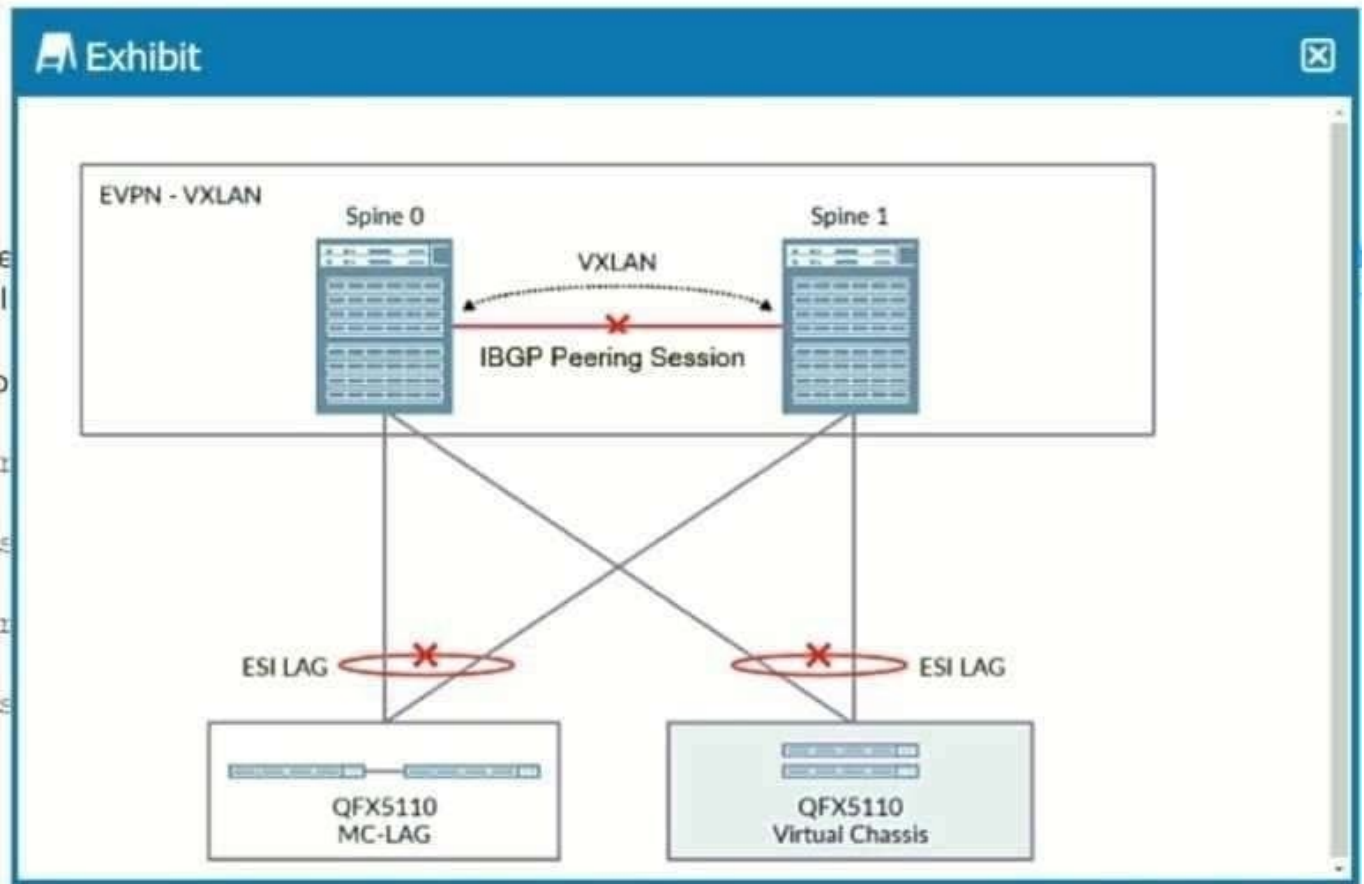 Exhibit
EVPN - VXLAN
Spine 0
Spine 1
VXLAN
IBGP Peering Session
ESI LAG
ESI LAG
QFX5110
MC-LAG
QFX5110
Virtual Chassis